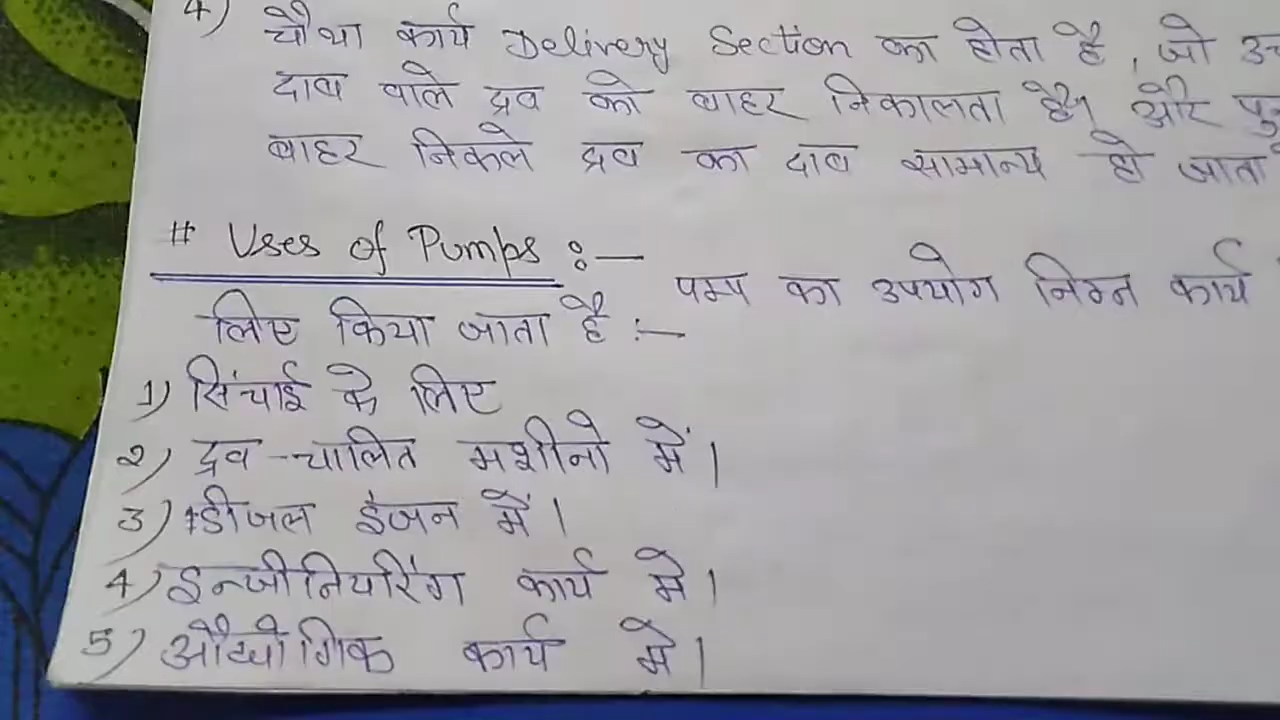 4) चौथा कार्य Delivery Section का होता है, जो
दाब वाले द्रव को बाहर निकालता है। और
बाहर निकले द्रव का दाब सामान्य हो जाता
# Uses of Pumps :—
पम्प का उपयोग निम्न कार्य
लिए किया जाता है :—
1) सिंचाई के लिए
2) द्रव-चालित मशीनो में।
3) डीजल इंजन में।
4) इन्जीनियरिंग कार्य मे।
5) औद्योगिक कार्य मे।